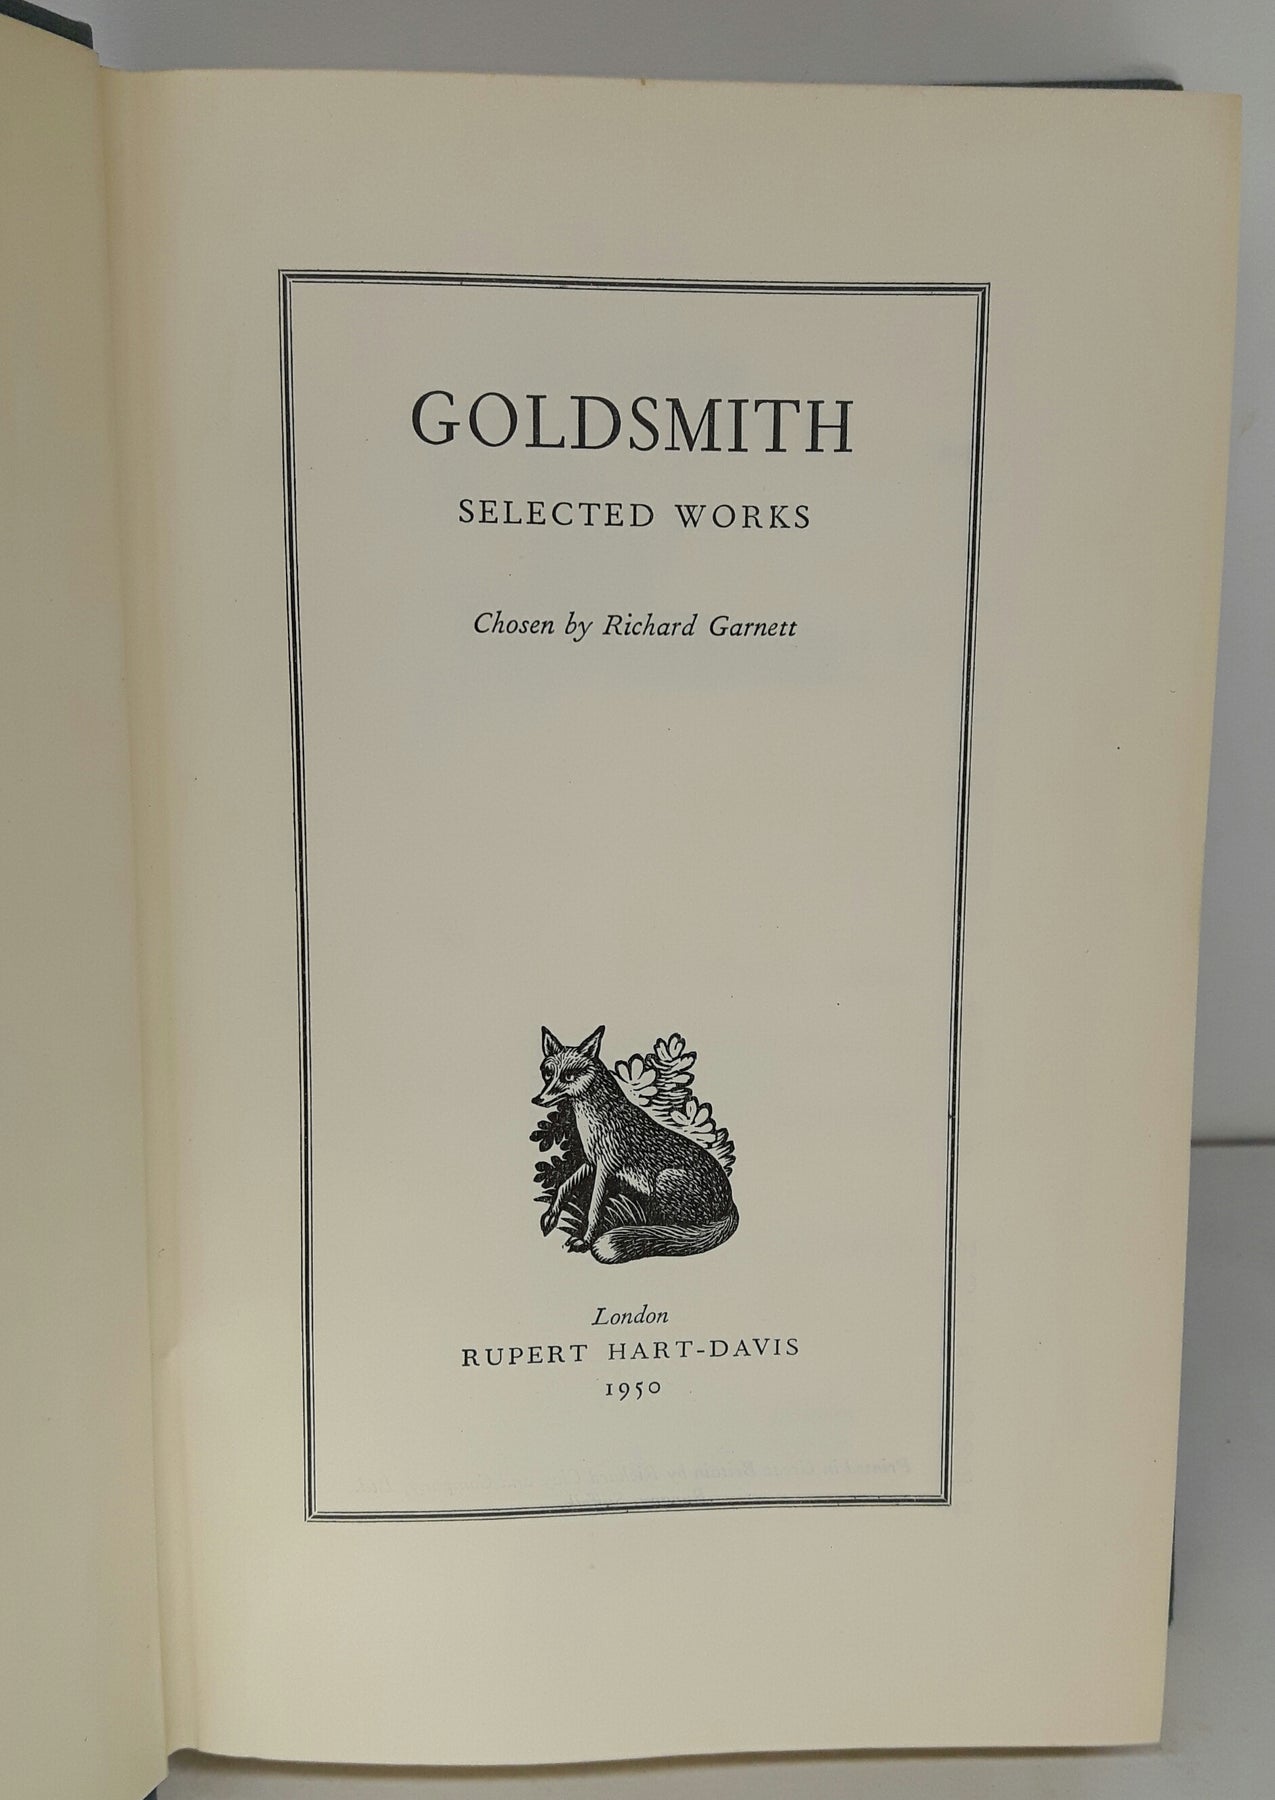 GOLDSMITH
SELECTED WORKS
Chosen by Richard Garnett
London
RUPERT HART-DAVIS
1950